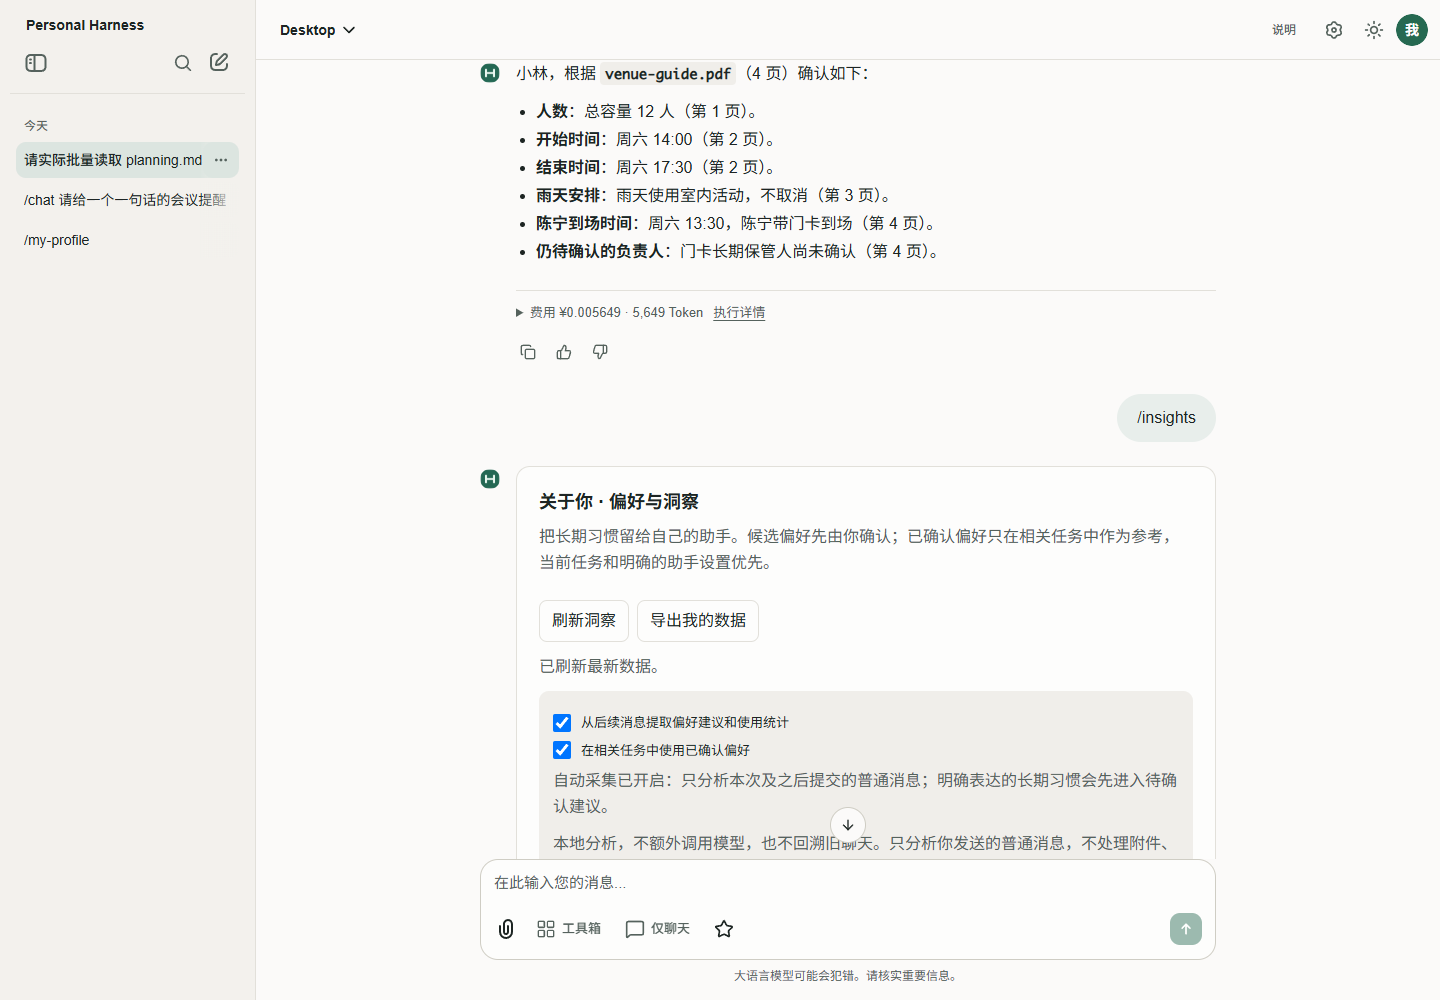 Personal Harness
今天
请实际批量读取 planning.md
/chat 请给一个一句话的会议提醒
/my-profile
Desktop
说明
我
小林，根据 venue-guide.pdf（4 页）确认如下：
• 人数：总容量 12 人（第 1 页）。
• 开始时间：周六 14:00（第 2 页）。
• 结束时间：周六 17:30（第 2 页）。
• 雨天安排：雨天使用室内活动，不取消（第 3 页）。
• 陈宁到场时间：周六 13:30，陈宁带门卡到场（第 4 页）。
• 仍待确认的负责人：门卡长期保管人尚未确认（第 4 页）。
费用 ¥0.005649 · 5,649 Token 执行详情
/insights
关于你 · 偏好与洞察
把长期习惯留给自己的助手。候选偏好先由你确认；已确认偏好只在相关任务中作为参考，
当前任务和明确的助手设置优先。
刷新洞察 导出我的数据
已刷新最新数据。
从后续消息提取偏好建议和使用统计
在相关任务中使用已确认偏好
自动采集已开启：只分析本次及之后提交的普通消息；明确表达的长期习惯会先进入待确
认建议。
本地分析，不额外调用模型，也不回溯旧聊天。只分析你发送的普通消息，不处理附件、
在此输入您的消息...
工具箱 仅聊天
大语言模型可能会犯错。请核实重要信息。